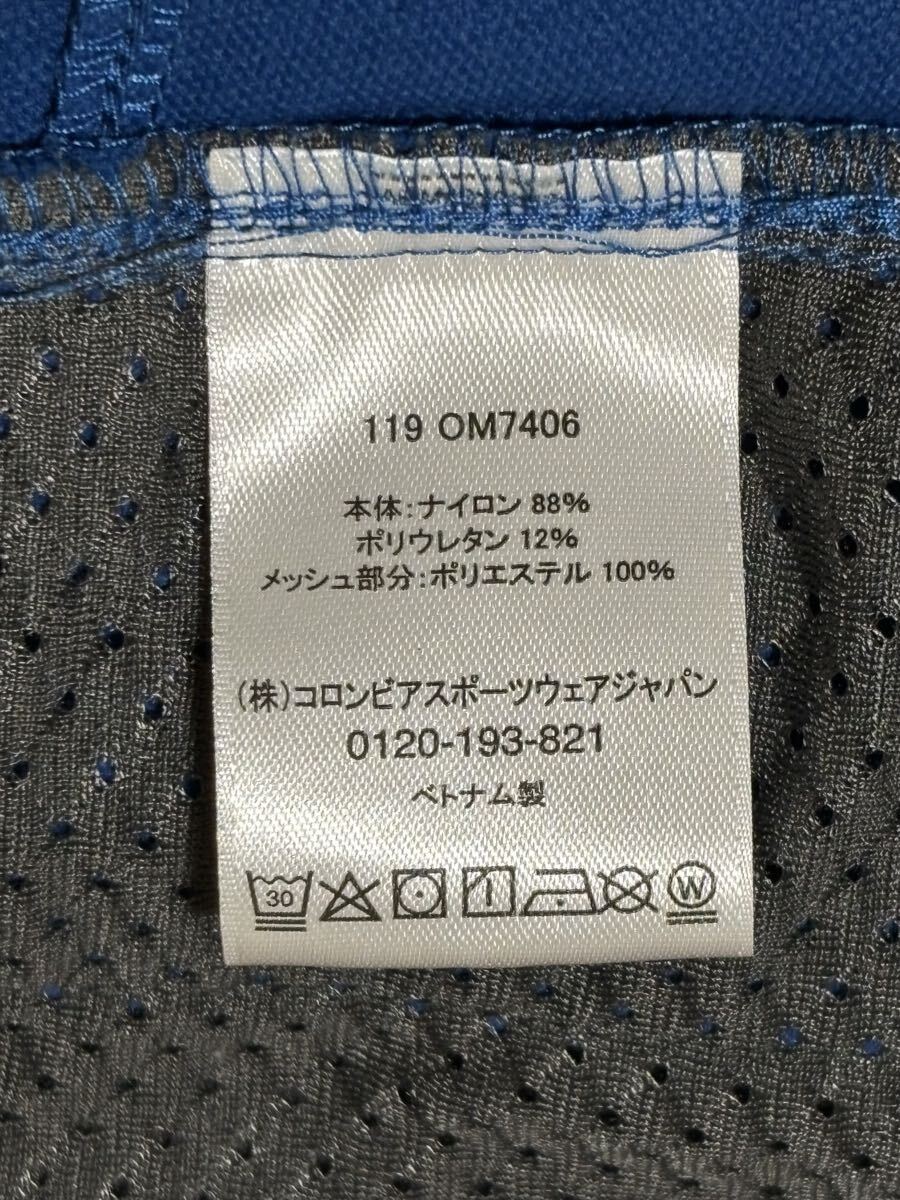 119 OM7406
本体:ナイロン 88%
ポリウレタン 12%
メッシュ部分:ポリエステル 100%
(株)コロンビアスポーツウェアジャパン
0120-193-821
ベトナム製
30 W